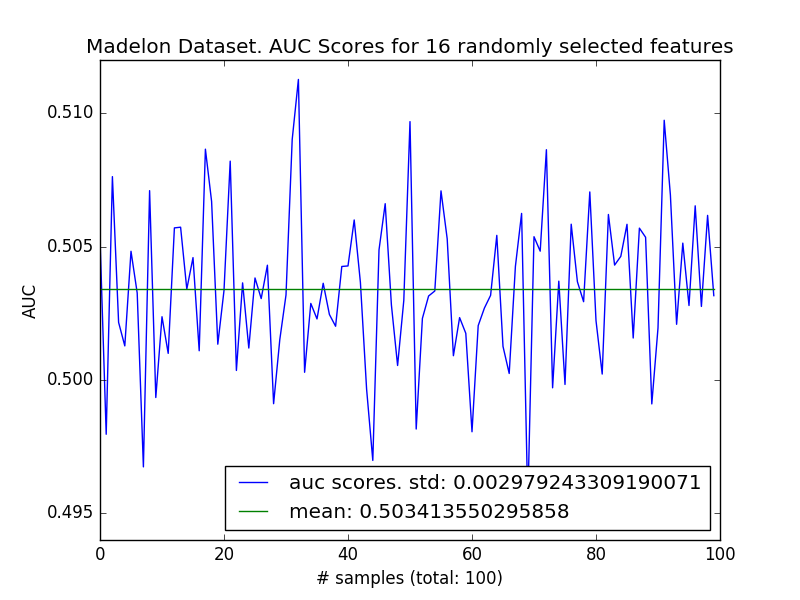 Madelon Dataset. AUC Scores for 16 randomly selected features
0.510
0.505
0.500
0.495
AUC
auc scores. std: 0.002979243309190071
mean: 0.503413550295858
0 20 40 60 80 100
# samples (total: 100)